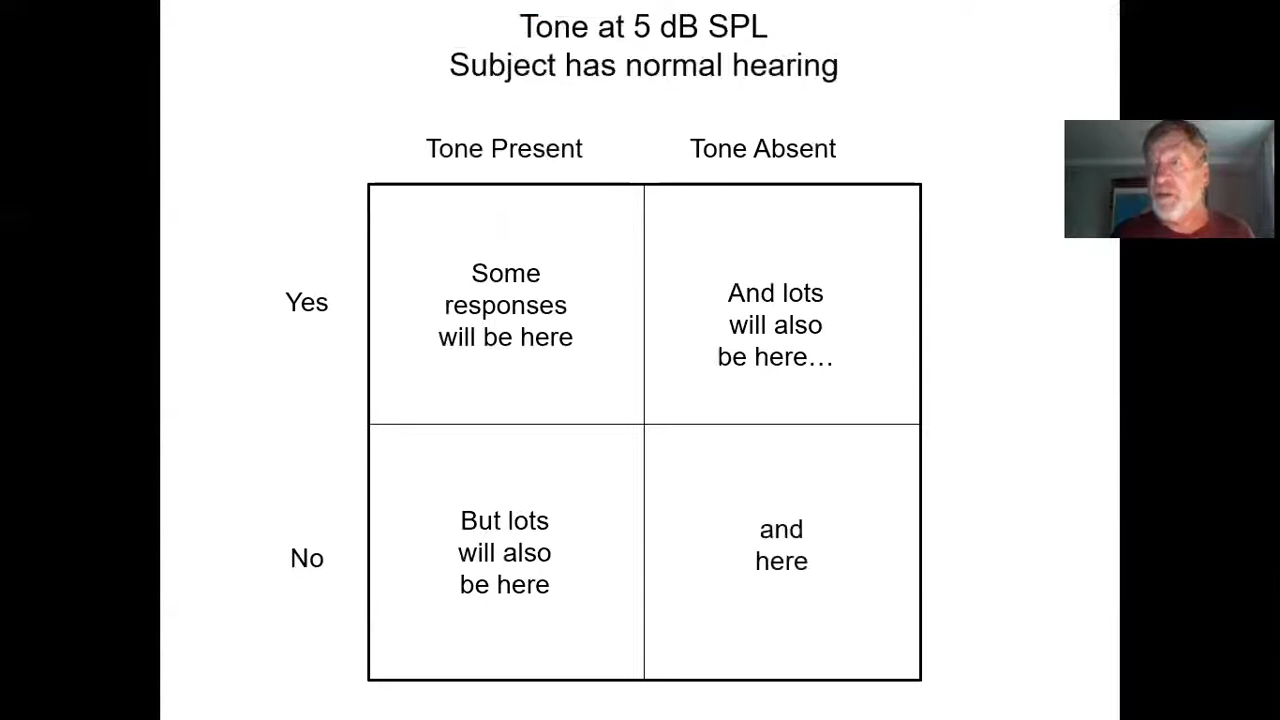 Tone at 5 dB SPL
Subject has normal hearing
Tone Present
Tone Absent
Yes
Some
responses
will be here
And lots
will also
be here…
No
But lots
will also
be here
and
here